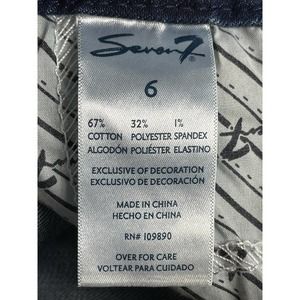 Seven7®
6
67% 32% 1%
COTTON POLYESTER SPANDEX
ALGODÓN POLIÉSTER ELASTINO
EXCLUSIVE OF DECORATION
EXCLUSIVO DE DECORACIÓN
MADE IN CHINA
HECHO EN CHINA
RN# 109890
OVER FOR CARE
VOLTEAR PARA CUIDADO